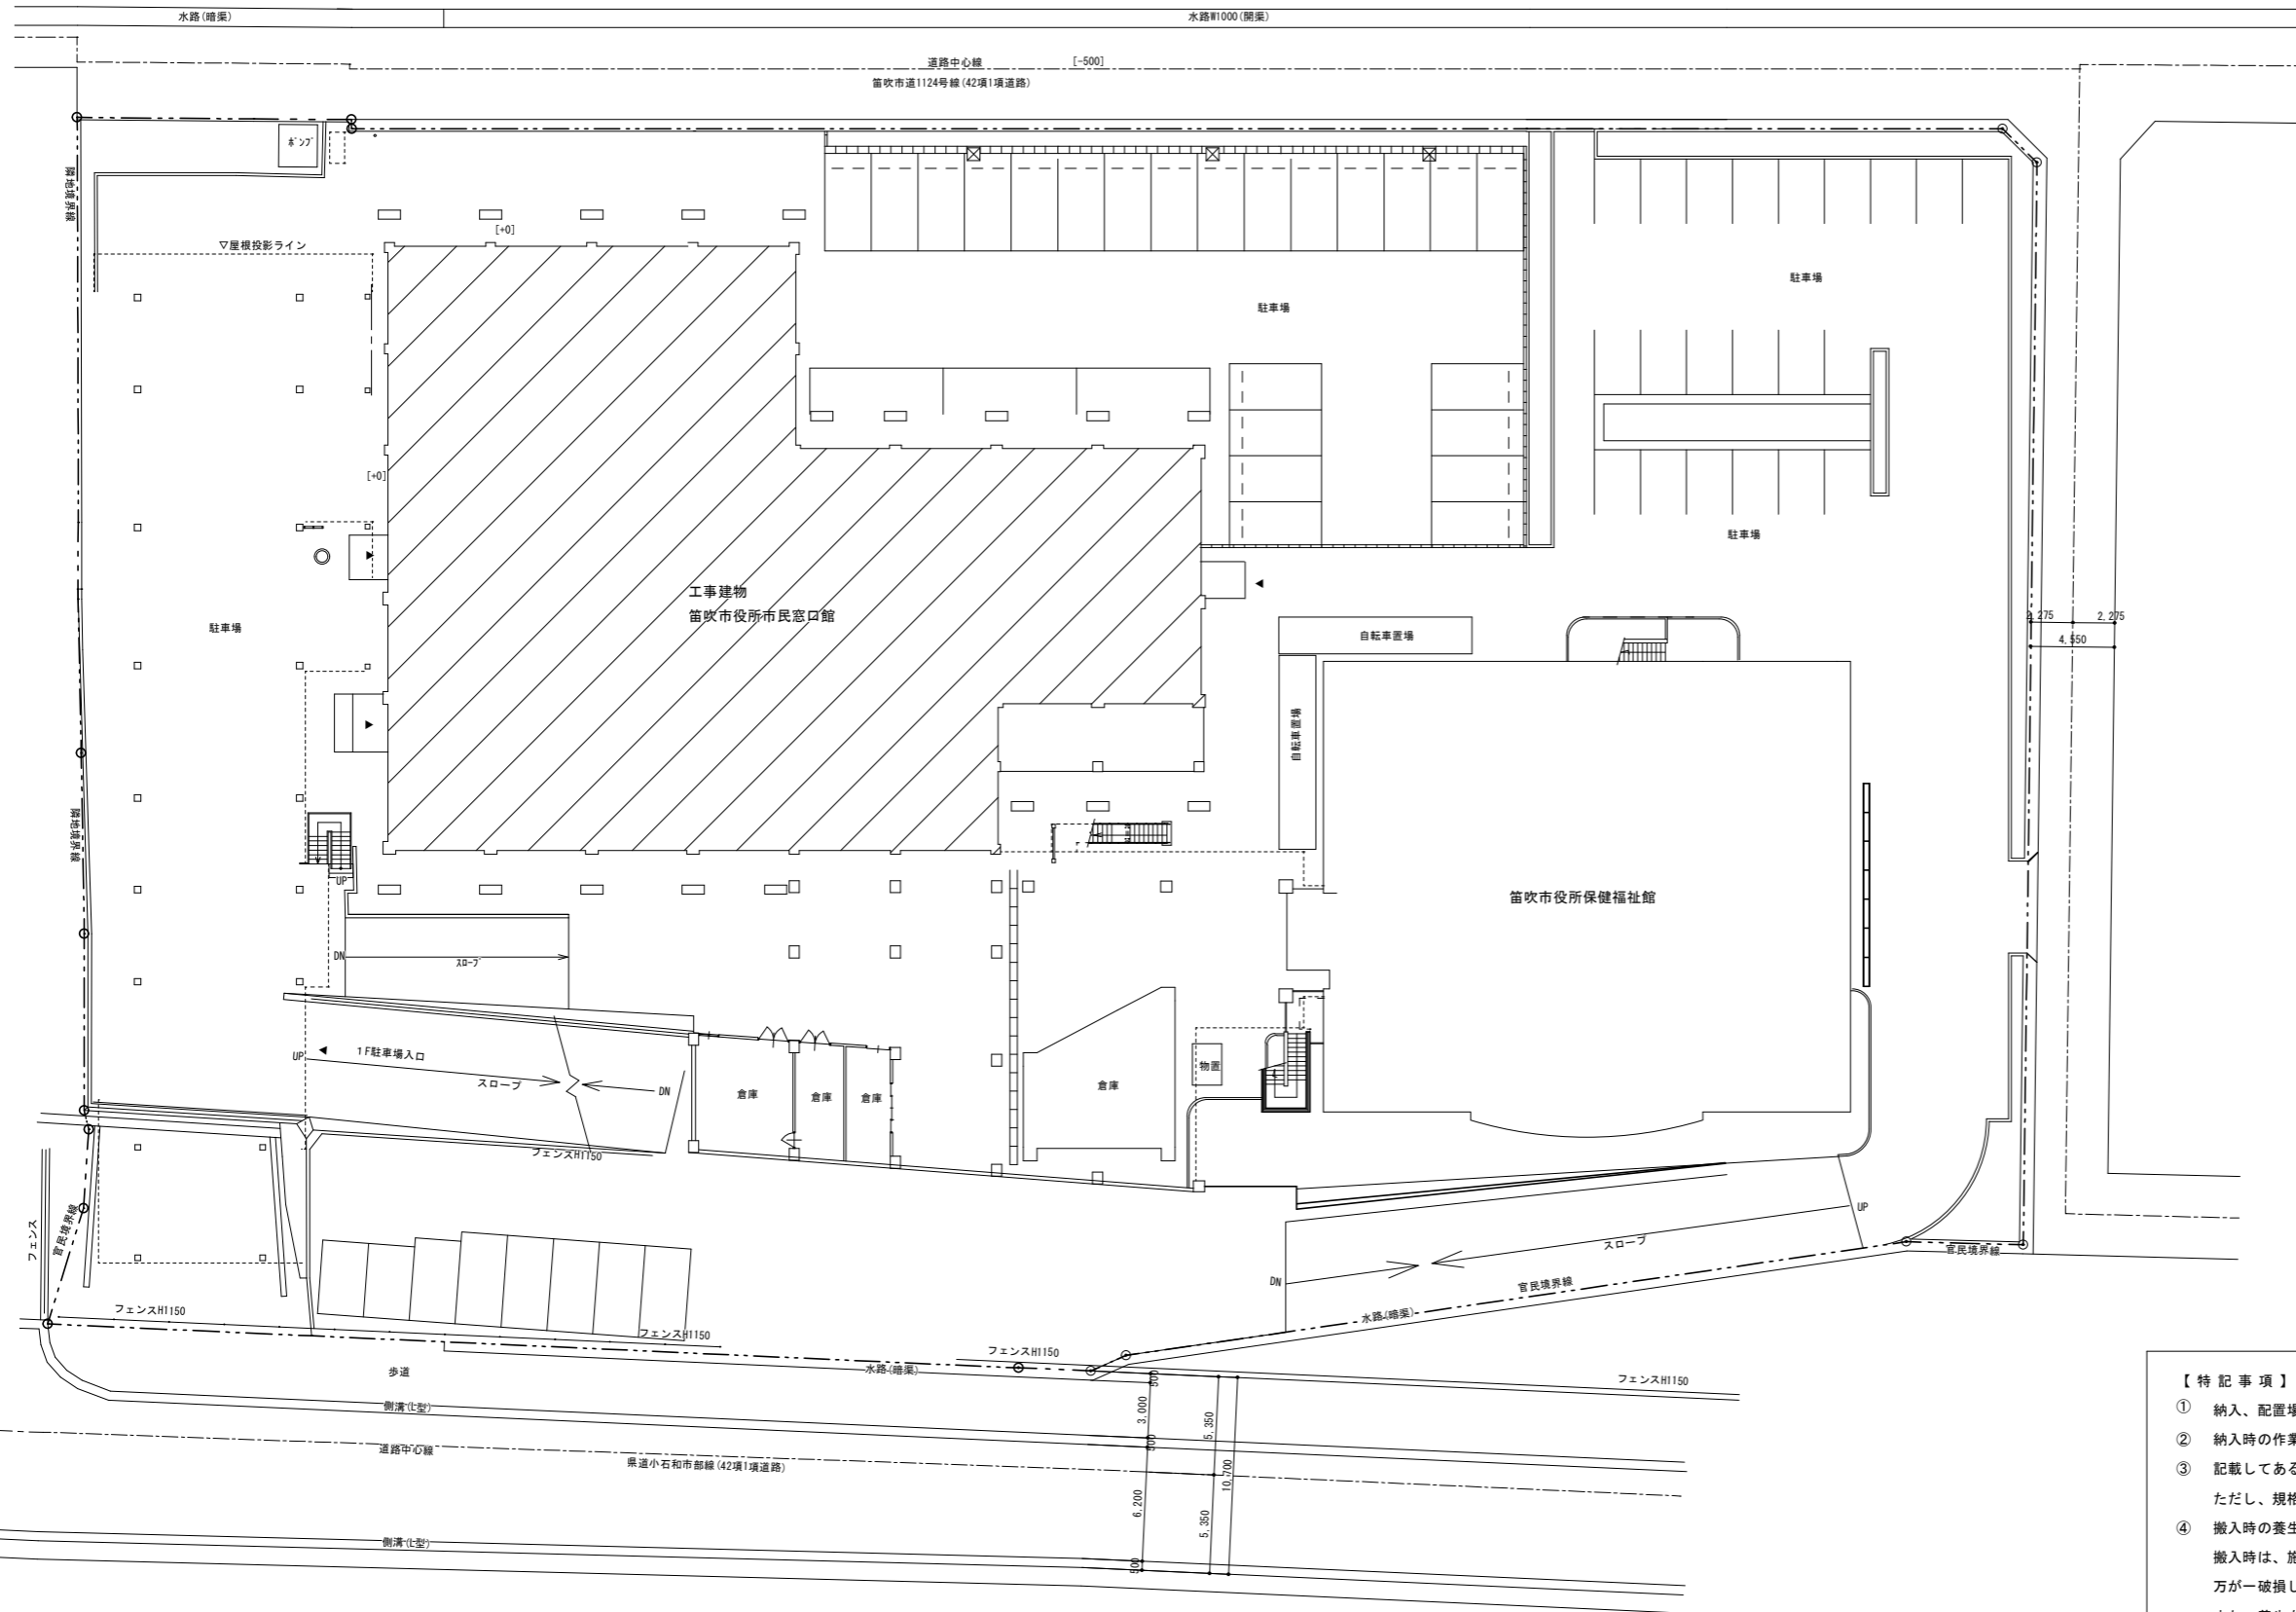 水路(暗渠)
水路W1000(開渠)
道路中心線
[-500]
笛吹市道1124号線(42項1項道路)
ﾎﾟﾝﾌﾟ
隣地境界線
[+0]
▽屋根投影ライン
駐車場
駐車場
[+0]
駐車場
工事建物
笛吹市役所市民窓口館
駐車場
自転車置場
2,275
2,275
4,550
自転車置場
隣地境界線
UP
笛吹市役所保健福祉館
DN
ｽﾛｰﾌﾟ
UP
1F駐車場入口
スロープ
DN
倉庫
倉庫
倉庫
倉庫
物置
フェンスH1150
フェンス
官民境界線
UP
スロープ
官民境界線
DN
官民境界線
水路(暗渠)
フェンスH1150
フェンスH1150
フェンスH1150
フェンスH1150
歩道
水路(暗渠)
500
3,000
500
5,350
10,700
側溝(L型)
道路中心線
県道小石和市部線(42項1項道路)
6,200
5,350
側溝(L型)
500
【特記事項】
① 納入、配置場
② 納入時の作業
③ 記載してある
ただし、規格
④ 搬入時の養生
搬入時は、施
万が一破損し